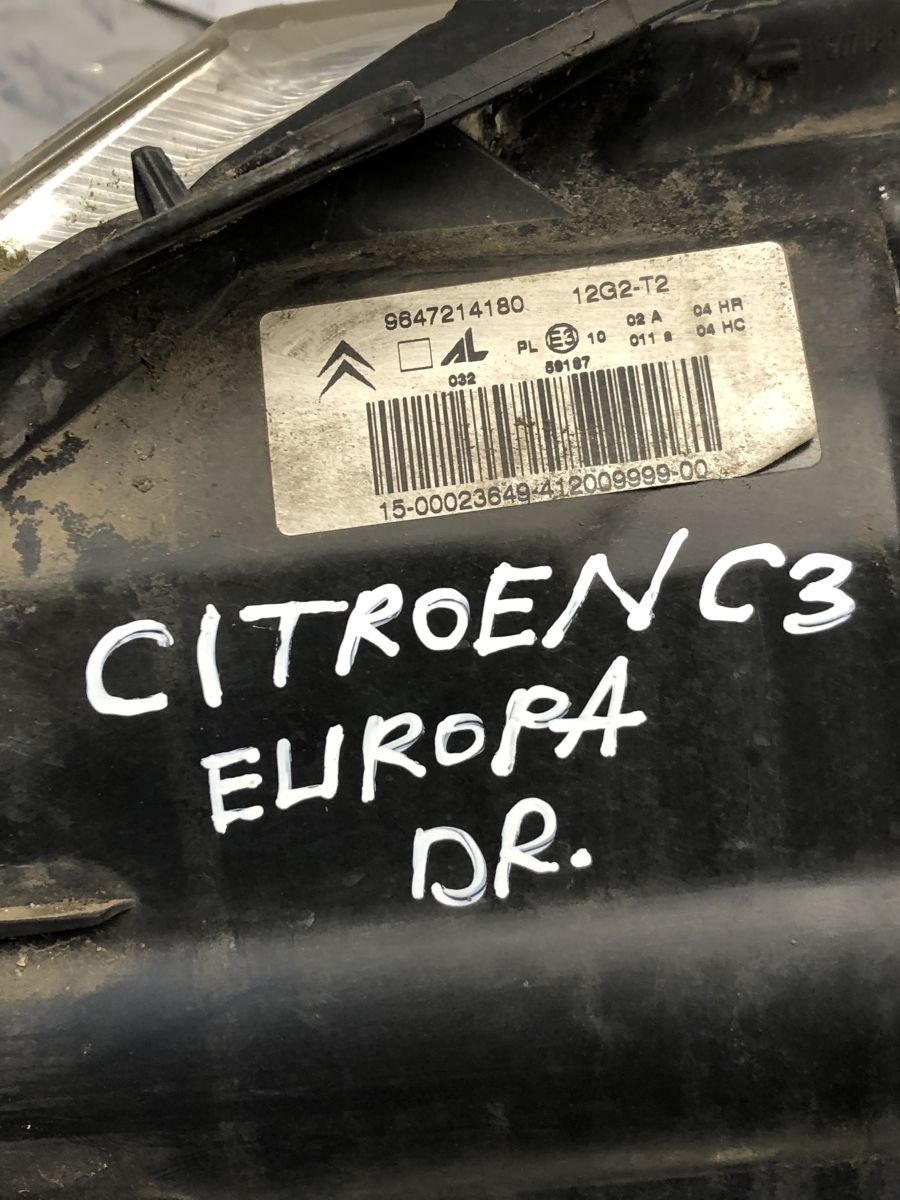 9647214180 12G2-T2
AL PL E3 10 02 A 04 HR
011 a 04 HC
032 59187
15-00023649-412009999-00
CITROEN C3
EUROPA
DR.